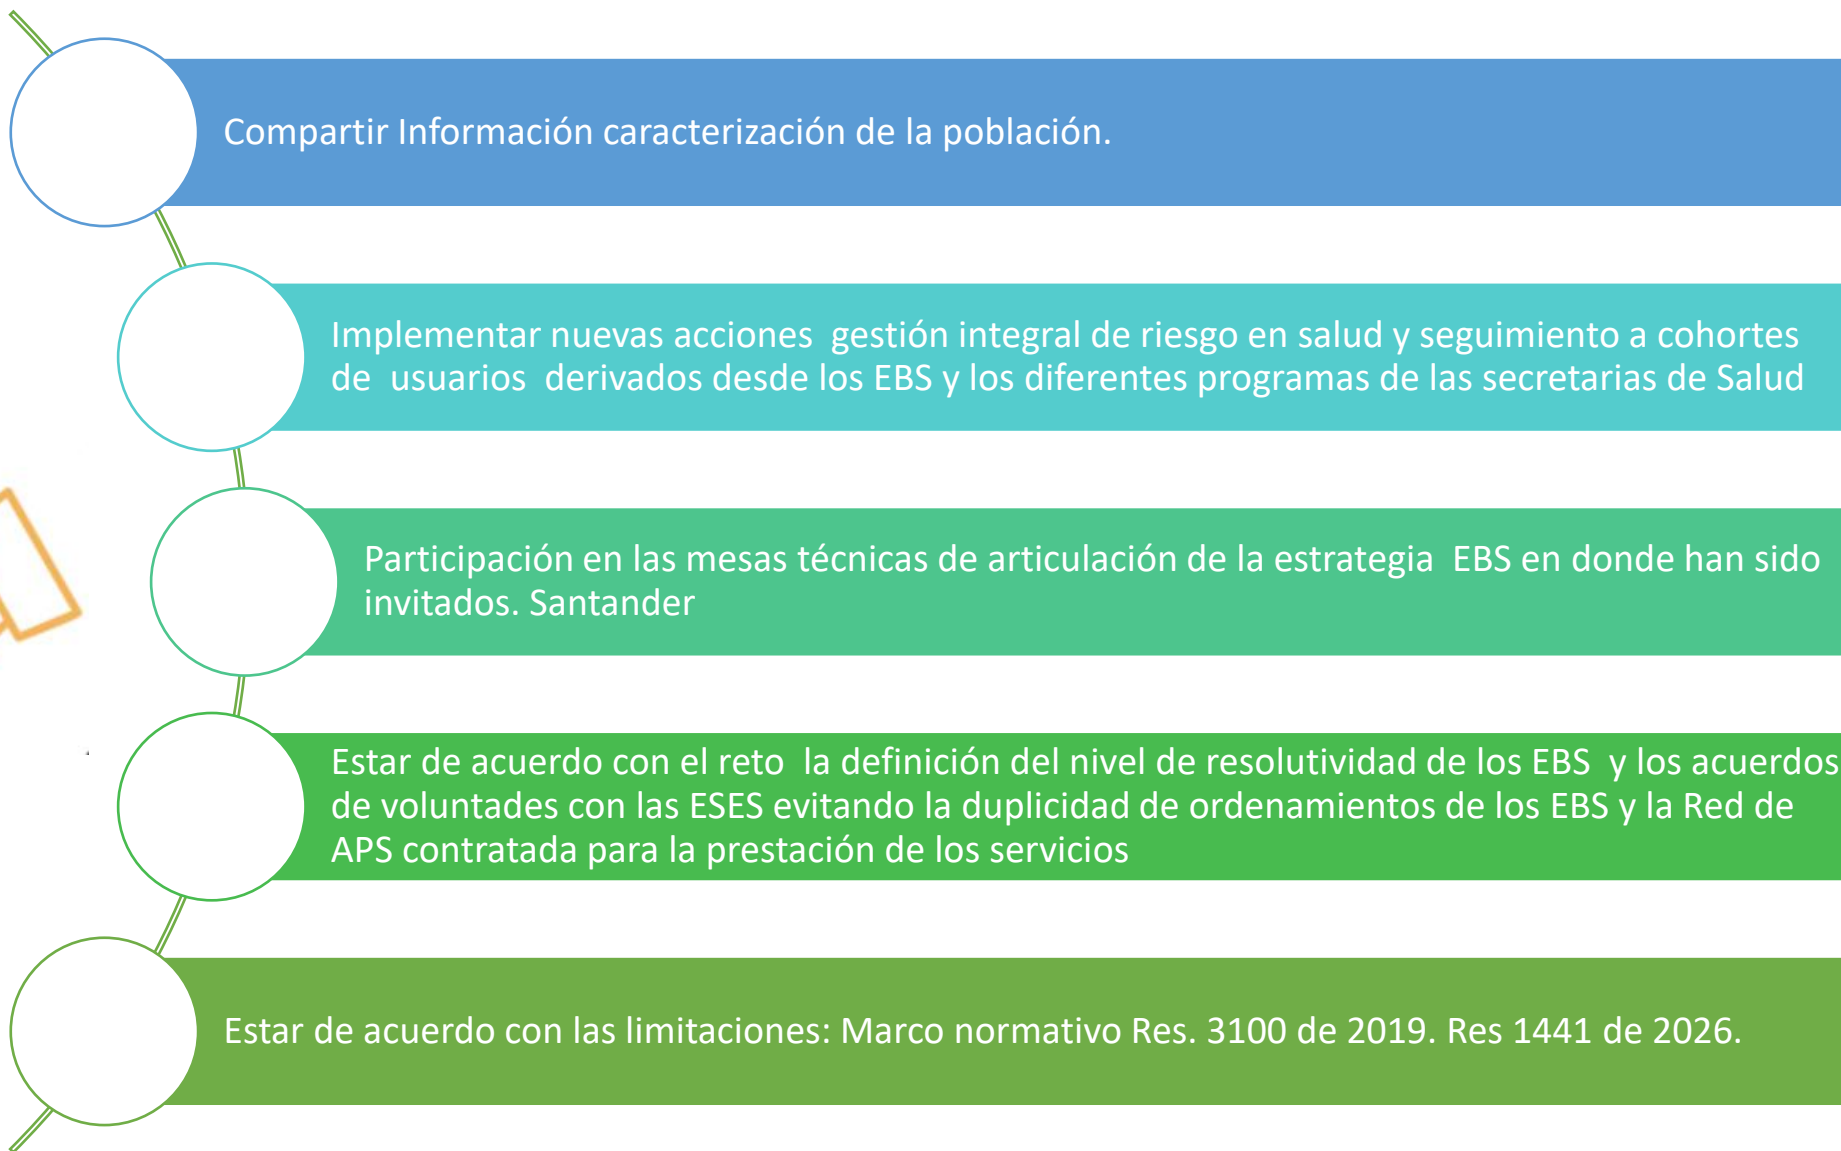 Compartir Información caracterización de la población.
Implementar nuevas acciones  gestión integral de riesgo en salud y seguimiento a cohortes
de  usuarios  derivados desde los EBS y los diferentes programas de las secretarias de Salud
Participación en las mesas técnicas de articulación de la estrategia  EBS en donde han sido
invitados. Santander
Estar de acuerdo con el reto  la definición del nivel de resolutividad de los EBS  y los acuerdos
de voluntades con las ESES evitando la duplicidad de ordenamientos de los EBS y la Red de
APS contratada para la prestación de los servicios
Estar de acuerdo con las limitaciones: Marco normativo Res. 3100 de 2019. Res 1441 de 2026.